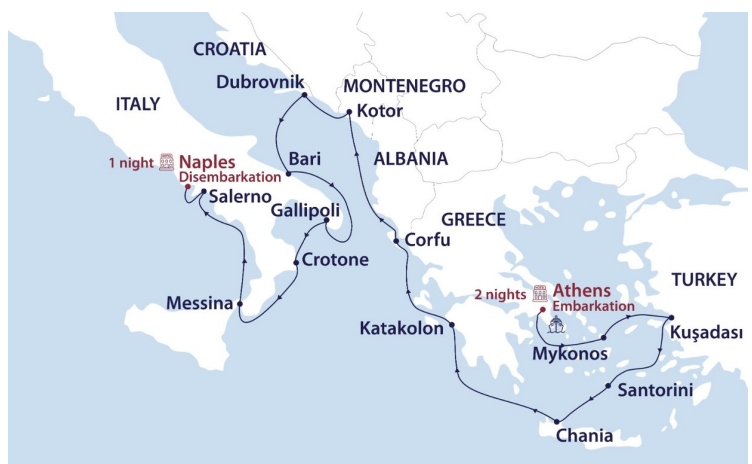 CROATIA
Dubrovnik
MONTENEGRO
Kotor
ITALY
1 night Naples
Disembarkation
Bari
ALBANIA
Salerno
Gallipoli
GREECE
Corfu
Crotone
TURKEY
2 nights Athens
Embarkation
Messina
Katakolon
Mykonos
Kuşadası
Santorini
Chania